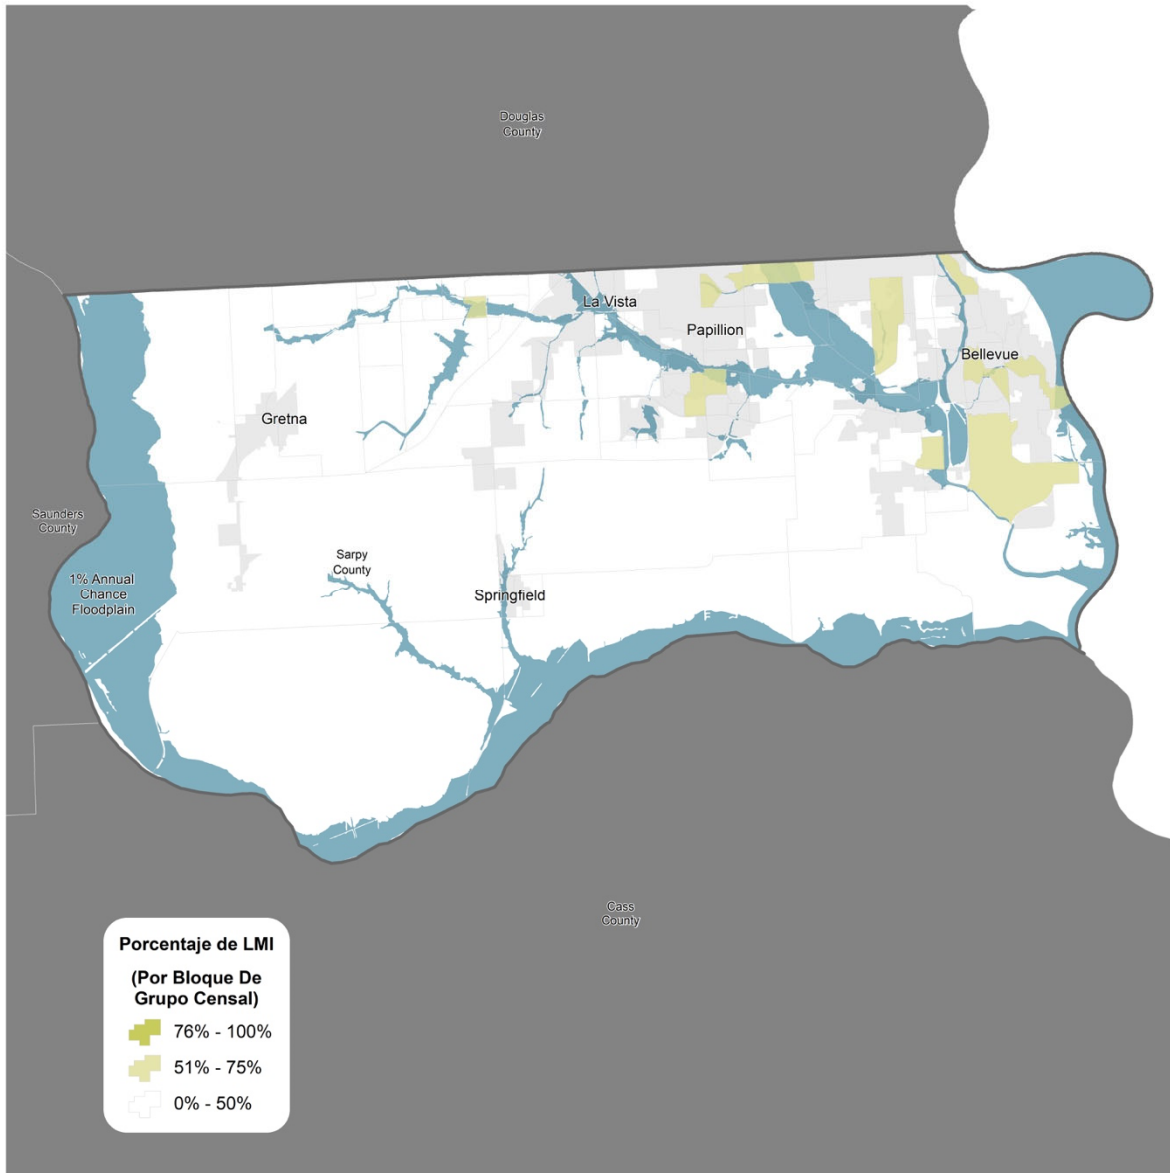 Douglas
County
La Vista
Papillion
Bellevue
Gretna
Saunders
County
Sarpy
County
1% Annual
Chance
Floodplain
Springfield
Cass
County
Porcentaje de LMI
(Por Bloque De
Grupo Censal)
76% - 100%
51% - 75%
0% - 50%